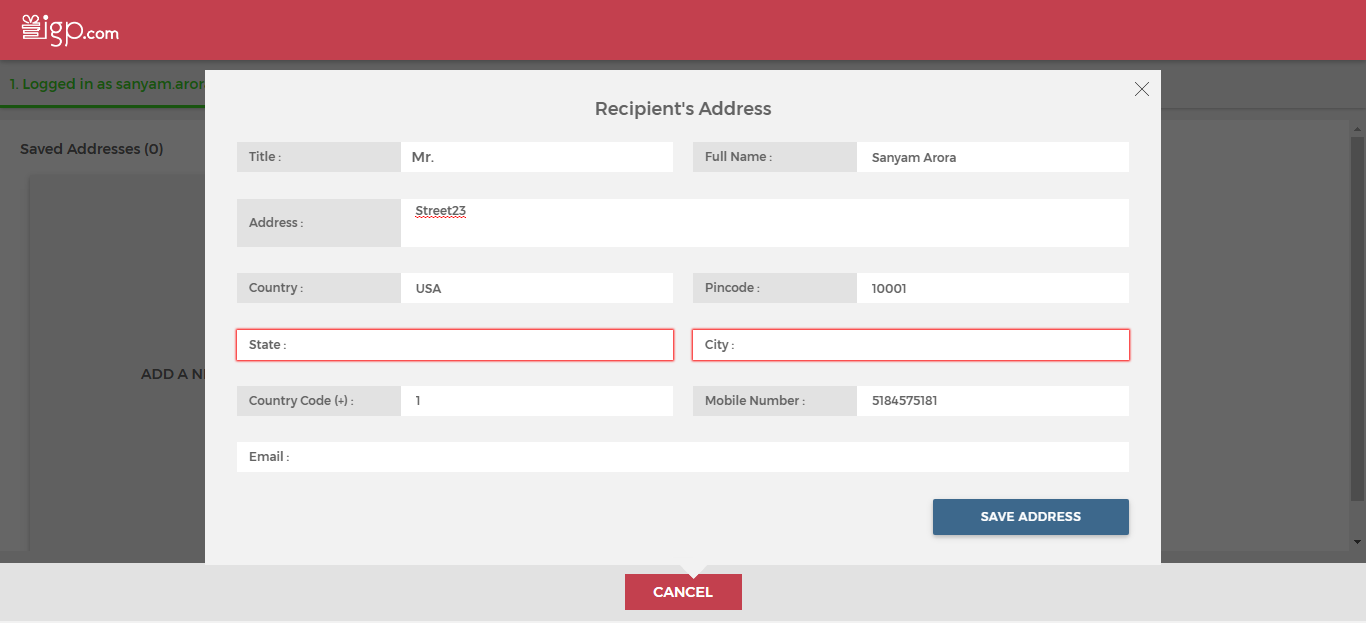 igp.com
1. Logged in as sanyam.aror
Recipient's Address
Saved Addresses (0)
Title : Mr. Full Name : Sanyam Arora
Address : Street23
Country : USA Pincode : 10001
State : City :
ADD A N
Country Code (+) : 1 Mobile Number : 5184575181
Email :
SAVE ADDRESS
CANCEL